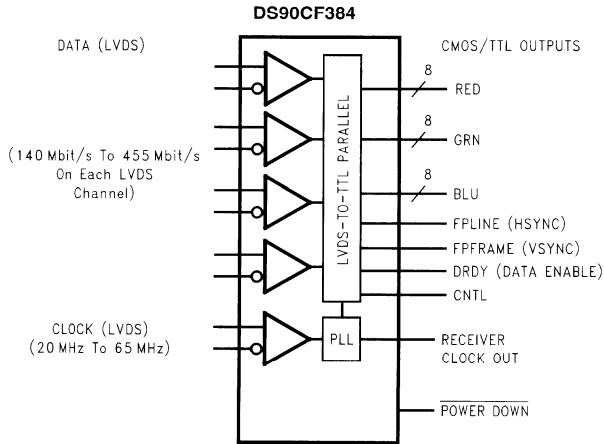 DS90CF384
DATA (LVDS)
CMOS/TTL OUTPUTS
8
RED
8
GRN
(140 Mbit/s To 455 Mbit/s
On Each LVDS
Channel)
LVDS-TO-TTL PARALLEL
8
BLU
FPLINE (HSYNC)
FPFRAME (VSYNC)
DRDY (DATA ENABLE)
CNTL
CLOCK (LVDS)
(20 MHz To 65 MHz)
PLL
RECEIVER
CLOCK OUT
POWER DOWN